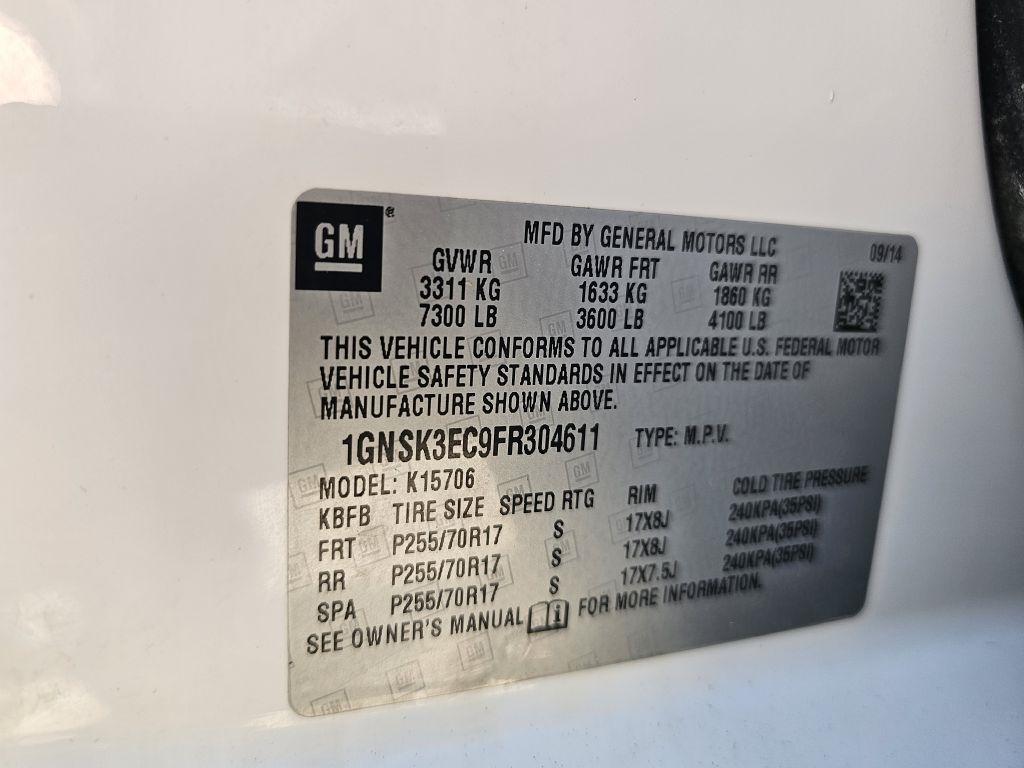 GM®
MFD BY GENERAL MOTORS LLC
09/14
GVWR GAWR FRT GAWR RR
3311 KG 1633 KG 1860 KG
7300 LB 3600 LB 4100 LB
THIS VEHICLE CONFORMS TO ALL APPLICABLE U.S. FEDERAL MOTOR
VEHICLE SAFETY STANDARDS IN EFFECT ON THE DATE OF
MANUFACTURE SHOWN ABOVE.
1GNSK3EC9FR304611 TYPE: M.P.V.
MODEL: K15706
KBFB TIRE SIZE SPEED RTG RIM COLD TIRE PRESSURE
FRT P255/70R17 S 17X8J 240KPA(35PSI)
RR P255/70R17 S 17X8J 240KPA(35PSI)
SPA P255/70R17 S 17X7.5J 240KPA(35PSI)
SEE OWNER'S MANUAL FOR MORE INFORMATION.